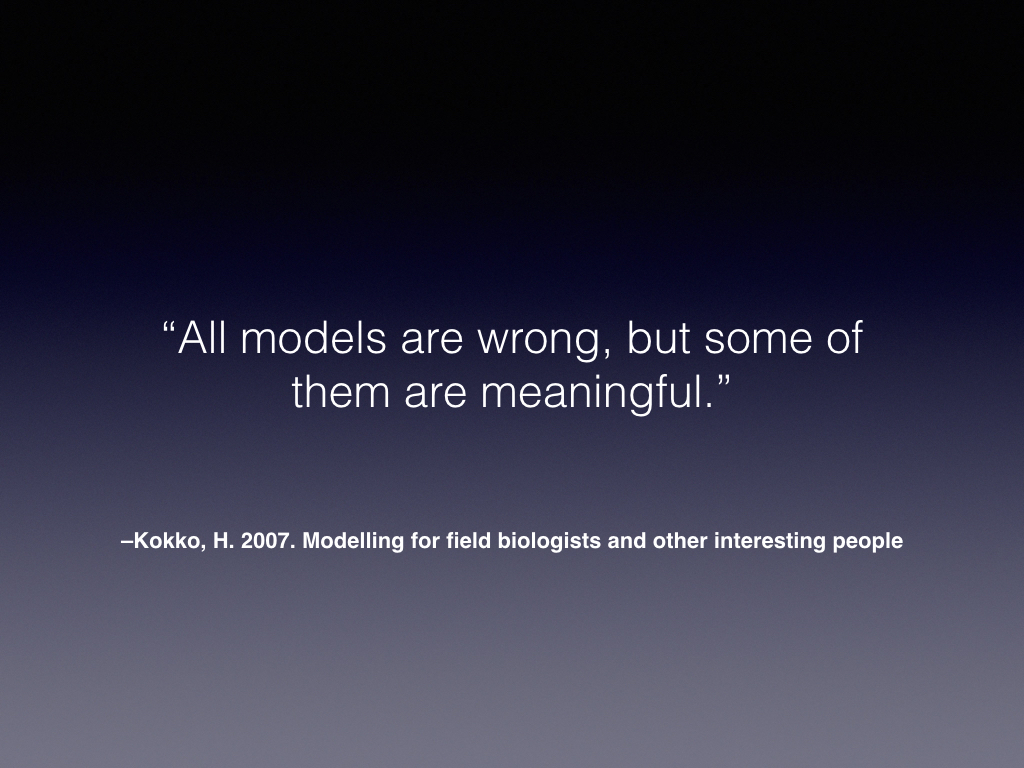 “All models are wrong, but some of
them are meaningful.”
–Kokko, H. 2007. Modelling for field biologists and other interesting people